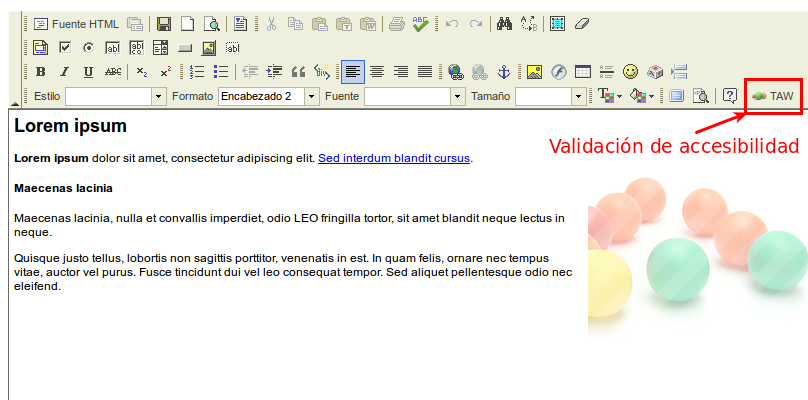 Fuente HTML
ABC
B I U ABC x₂ x²
Estilo Formato Encabezado 2 Fuente Tamaño TAW
Validación de accesibilidad
Lorem ipsum
Lorem ipsum dolor sit amet, consectetur adipiscing elit. Sed interdum blandit cursus.
Maecenas lacinia
Maecenas lacinia, nulla et convallis imperdiet, odio LEO fringilla tortor, sit amet blandit neque lectus in
neque.
Quisque justo tellus, lobortis non sagittis porttitor, venenatis in est. In quam felis, ornare nec tempus
vitae, auctor vel purus. Fusce tincidunt dui vel leo consequat tempor. Sed aliquet pellentesque odio nec
eleifend.